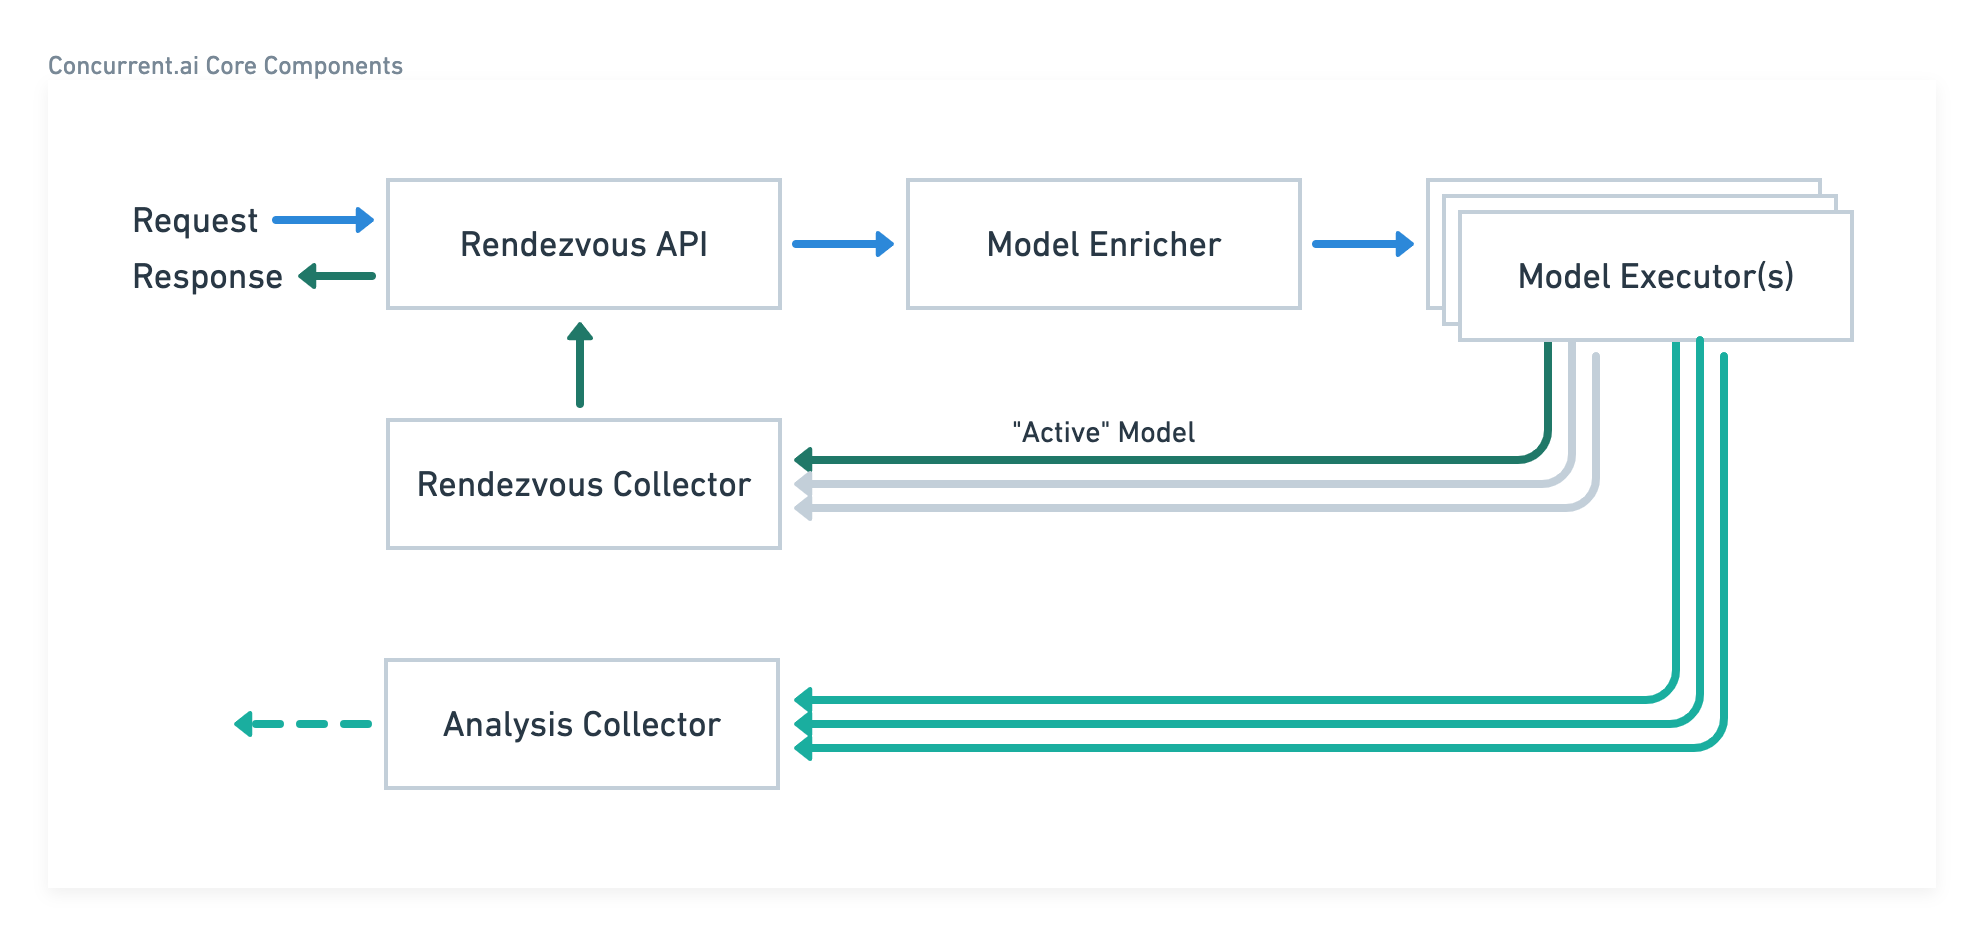 Concurrent.ai Core Components
Request
Response
Rendezvous API
Model Enricher
Model Executor(s)
"Active" Model
Rendezvous Collector
Analysis Collector